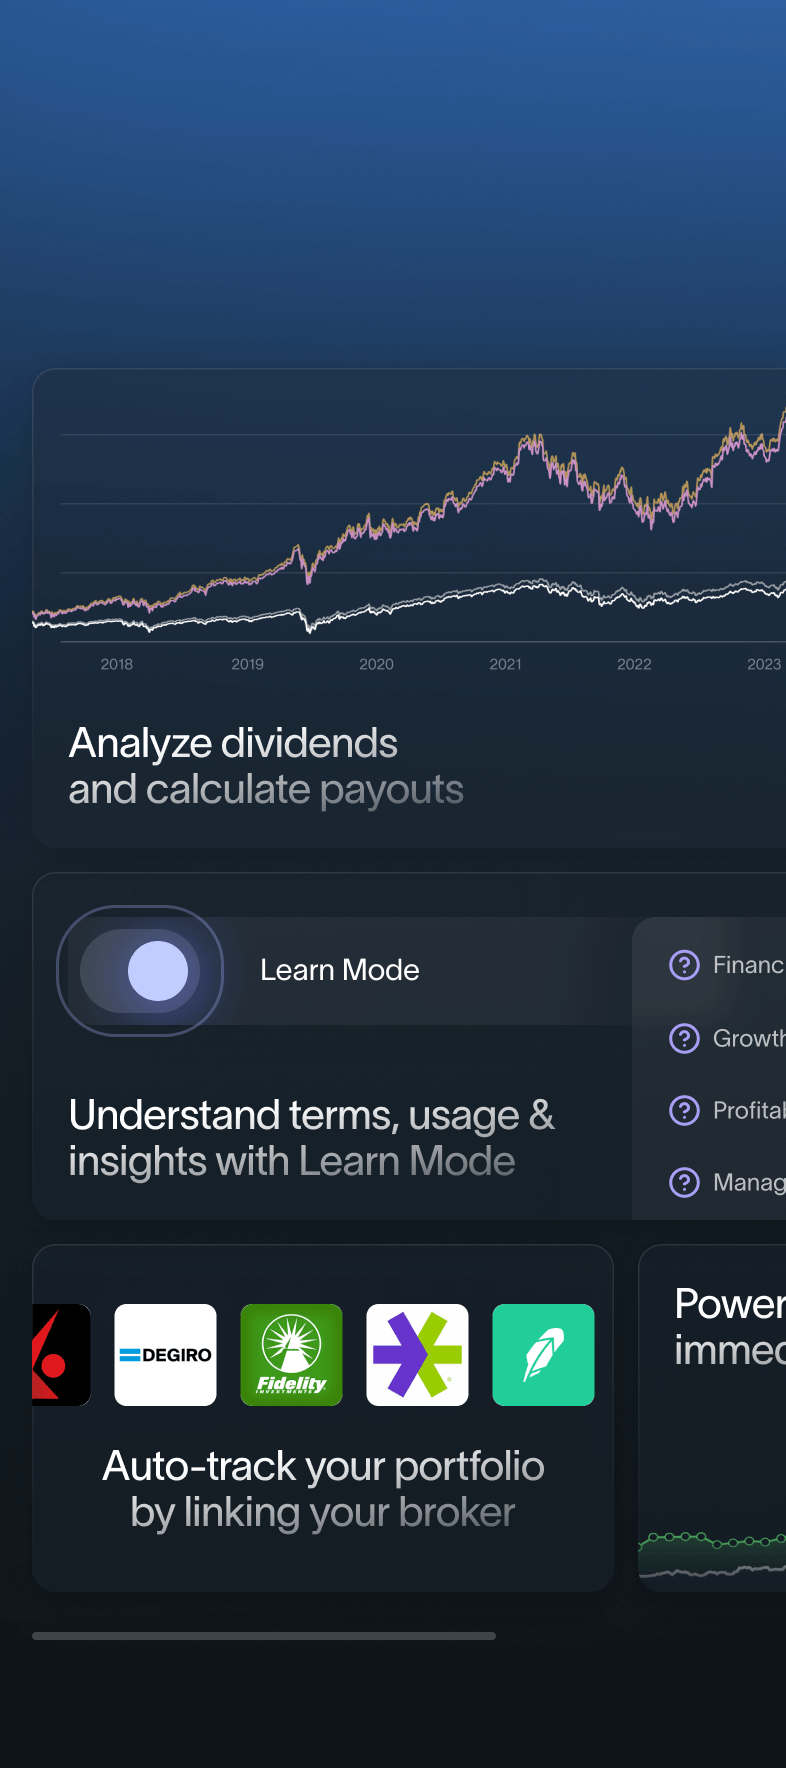 2018 2019 2020 2021 2022 2023
Analyze dividends
and calculate payouts
Learn Mode
Financ
Growth
Profital
Manag
Understand terms, usage &
insights with Learn Mode
DEGIRO
Fidelity
INVESTMENTS
Auto-track your portfolio
by linking your broker
Power
immed